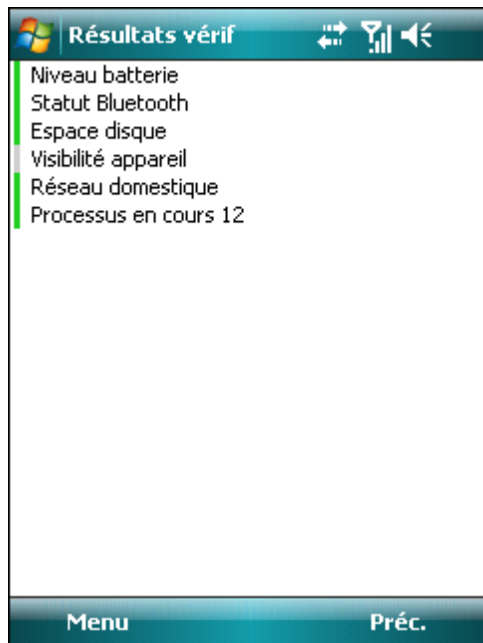 Résultats vérif
Niveau batterie
Statut Bluetooth
Espace disque
Visibilité appareil
Réseau domestique
Processus en cours 12
Menu Préc.